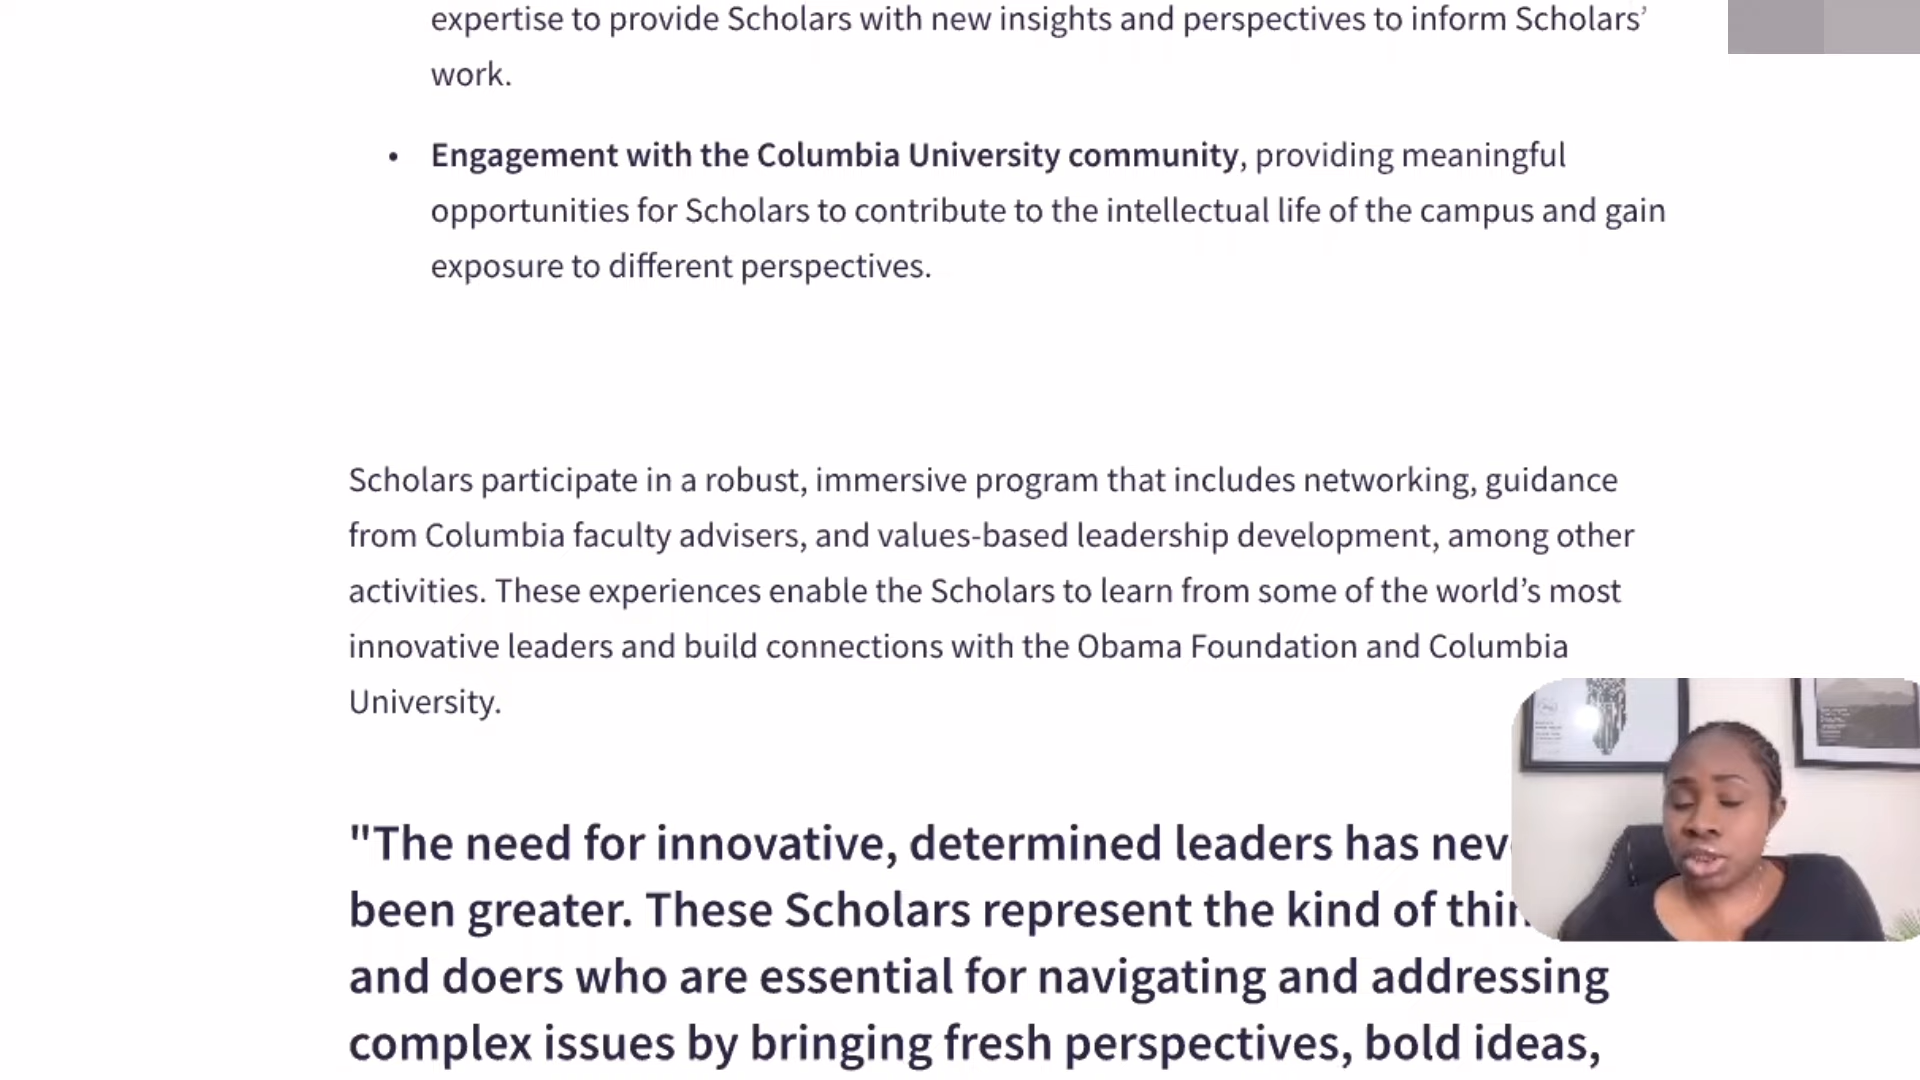 expertise to provide Scholars with new insights and perspectives to inform Scholars’
work.
• Engagement with the Columbia University community, providing meaningful
opportunities for Scholars to contribute to the intellectual life of the campus and gain
exposure to different perspectives.
Scholars participate in a robust, immersive program that includes networking, guidance
from Columbia faculty advisers, and values-based leadership development, among other
activities. These experiences enable the Scholars to learn from some of the world’s most
innovative leaders and build connections with the Obama Foundation and Columbia
University.
"The need for innovative, determined leaders has
been greater. These Scholars represent the kind of
and doers who are essential for navigating and addressing
complex issues by bringing fresh perspectives, bold ideas,